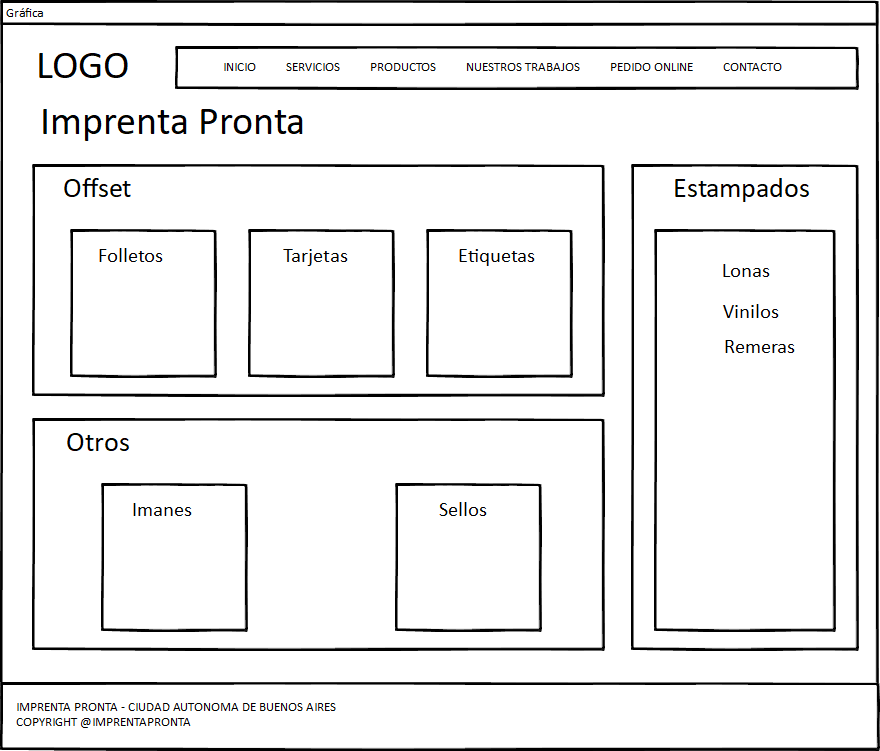 Gráfica
LOGO
INICIO SERVICIOS PRODUCTOS NUESTROS TRABAJOS PEDIDO ONLINE CONTACTO
Imprenta Pronta
Offset
Folletos
Tarjetas
Etiquetas
Otros
Imanes
Sellos
Estampados
Lonas
Vinilos
Remeras
IMPRENTA PRONTA - CIUDAD AUTONOMA DE BUENOS AIRES
COPYRIGHT @IMPRENTAPRONTA